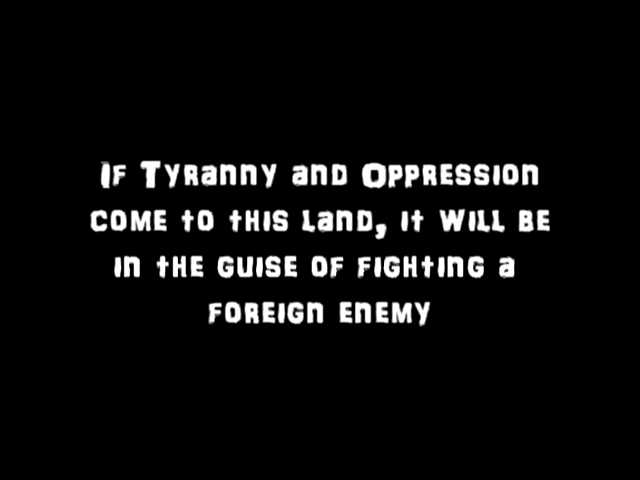 If Tyranny and Oppression
come to this land, it will be
in the guise of fighting a
foreign enemy